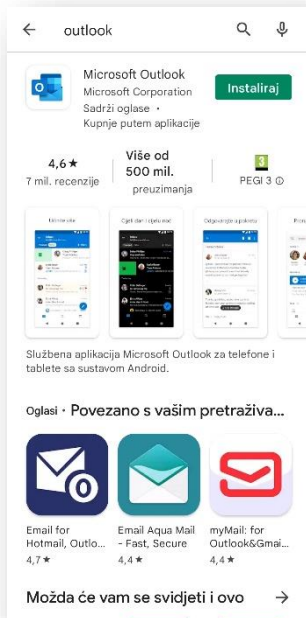 outlook
Microsoft Outlook
Microsoft Corporation
Sadrži oglase •
Kupnje putem aplikacije
Instaliraj
4,6★
7 mil. recenzije
Više od
500 mil.
preuzimanja
3
PEGI 3
Službena aplikacija Microsoft Outlook za telefone i
tablete sa sustavom Android.
Oglasi • Povezano s vašim pretraživa...
Email for
Hotmail, Outlo...
4,7★
Email Aqua Mail
- Fast, Secure
4,4★
myMail: for
Outlook&Gmai...
4,4★
Možda će vam se svidjeti i ovo